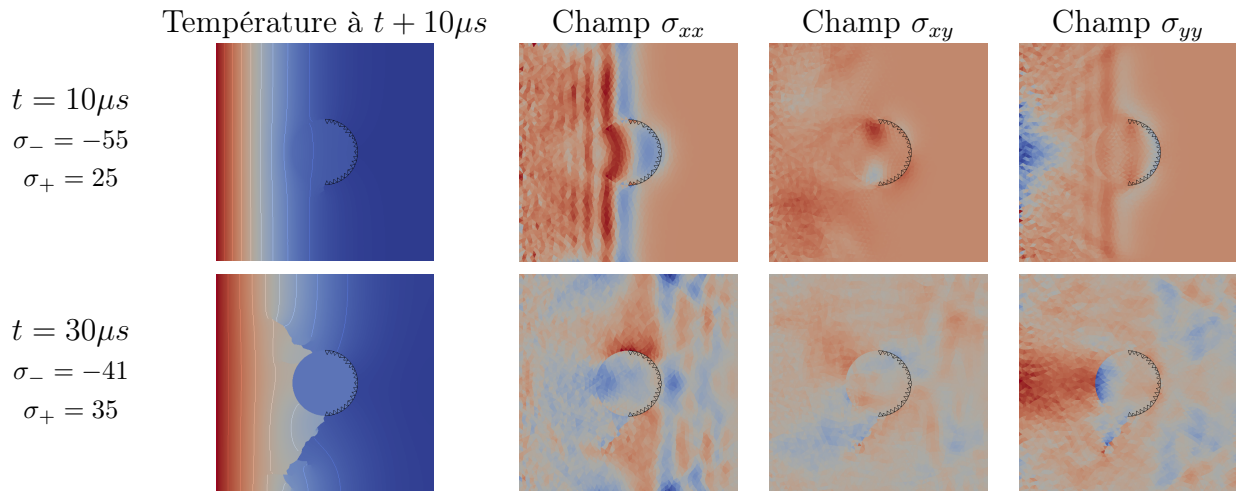 Température à t + 10μs Champ σxx Champ σxy Champ σyy
t = 10μs
σ− = −55
σ+ = 25
t = 30μs
σ− = −41
σ+ = 35